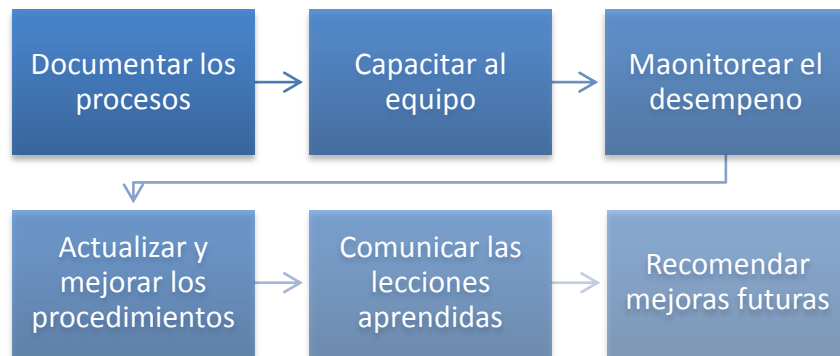 Documentar los
procesos
Capacitar al
equipo
Maonitorear el
desempeno
Actualizar y
mejorar los
procedimientos
Comunicar las
lecciones
aprendidas
Recomendar
mejoras futuras